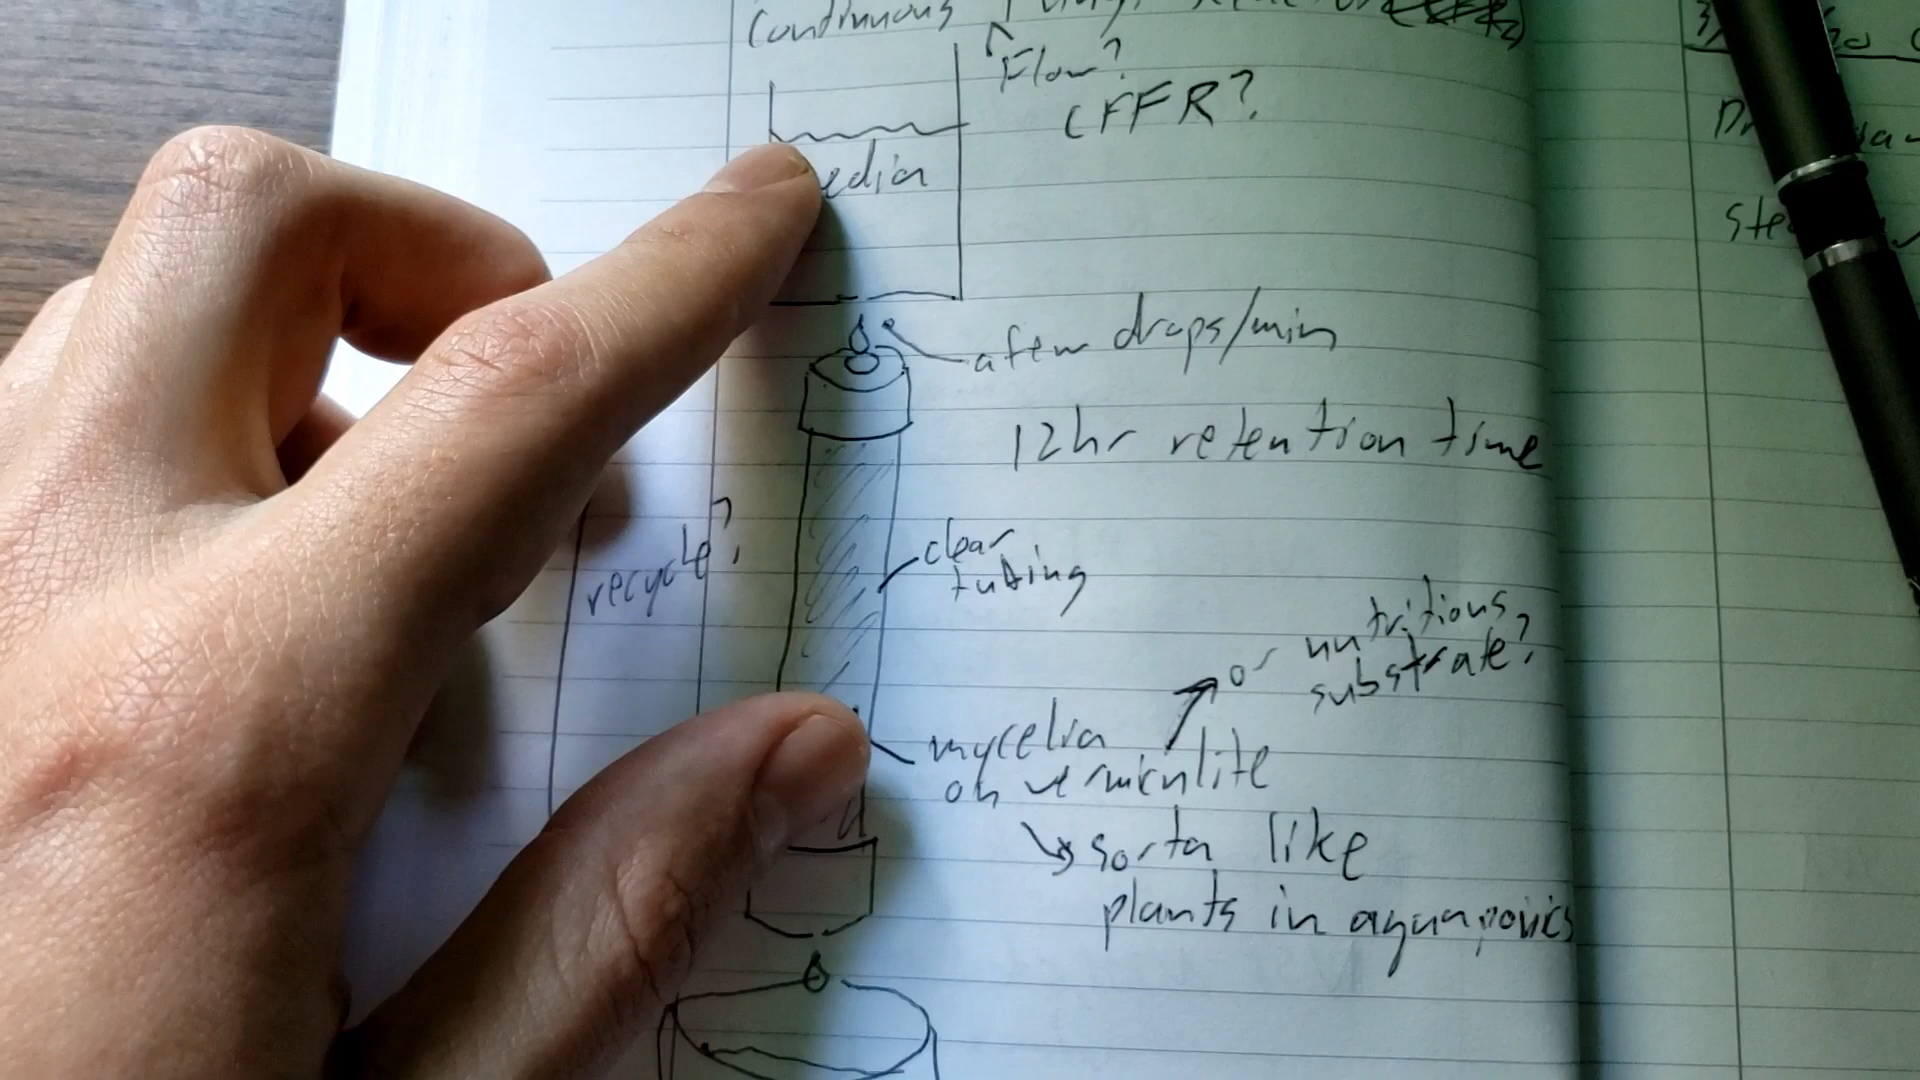 Continuous
Flow?
CFFR?
edia
a few drops/min
12hr retention time
clear
tubing
recycle?
or nutritious
substrate?
mycelia
on vermiculite
sorta like
plants in aquaponics